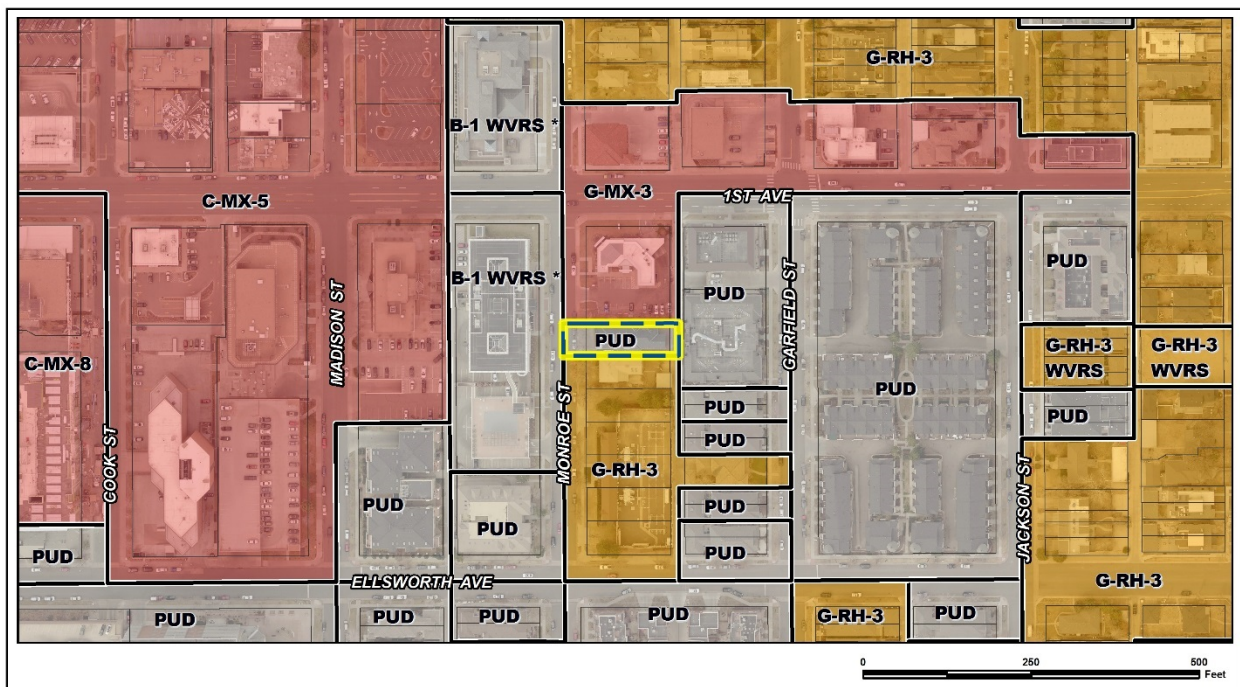 G-RH-3
B-1 WVRS *
C-MX-5
G-MX-3
1ST AVE
B-1 WVRS *
PUD
PUD
MADISON ST
GARFIELD ST
PUD
G-RH-3
WVRS
G-RH-3
WVRS
C-MX-8
PUD
PUD
PUD
COOK ST
MONROE ST
PUD
G-RH-3
JACKSON ST
PUD
PUD
PUD
PUD
PUD
ELLSWORTH AVE
G-RH-3
PUD
PUD
PUD
PUD
G-RH-3
PUD
0 250 500
Feet